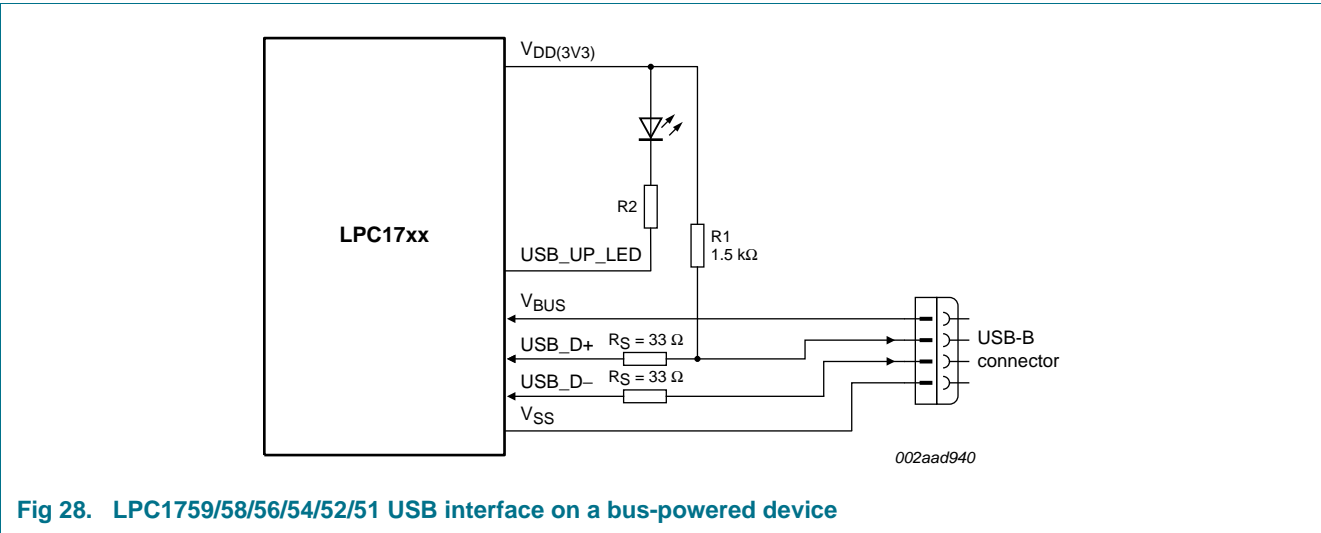 VDD(3V3)
R2
LPC17xx
R1
1.5 kΩ
USB_UP_LED
VBUS
USB_D+ RS = 33 Ω
USB-B
connector
USB_D− RS = 33 Ω
VSS
002aad940
Fig 28. LPC1759/58/56/54/52/51 USB interface on a bus-powered device